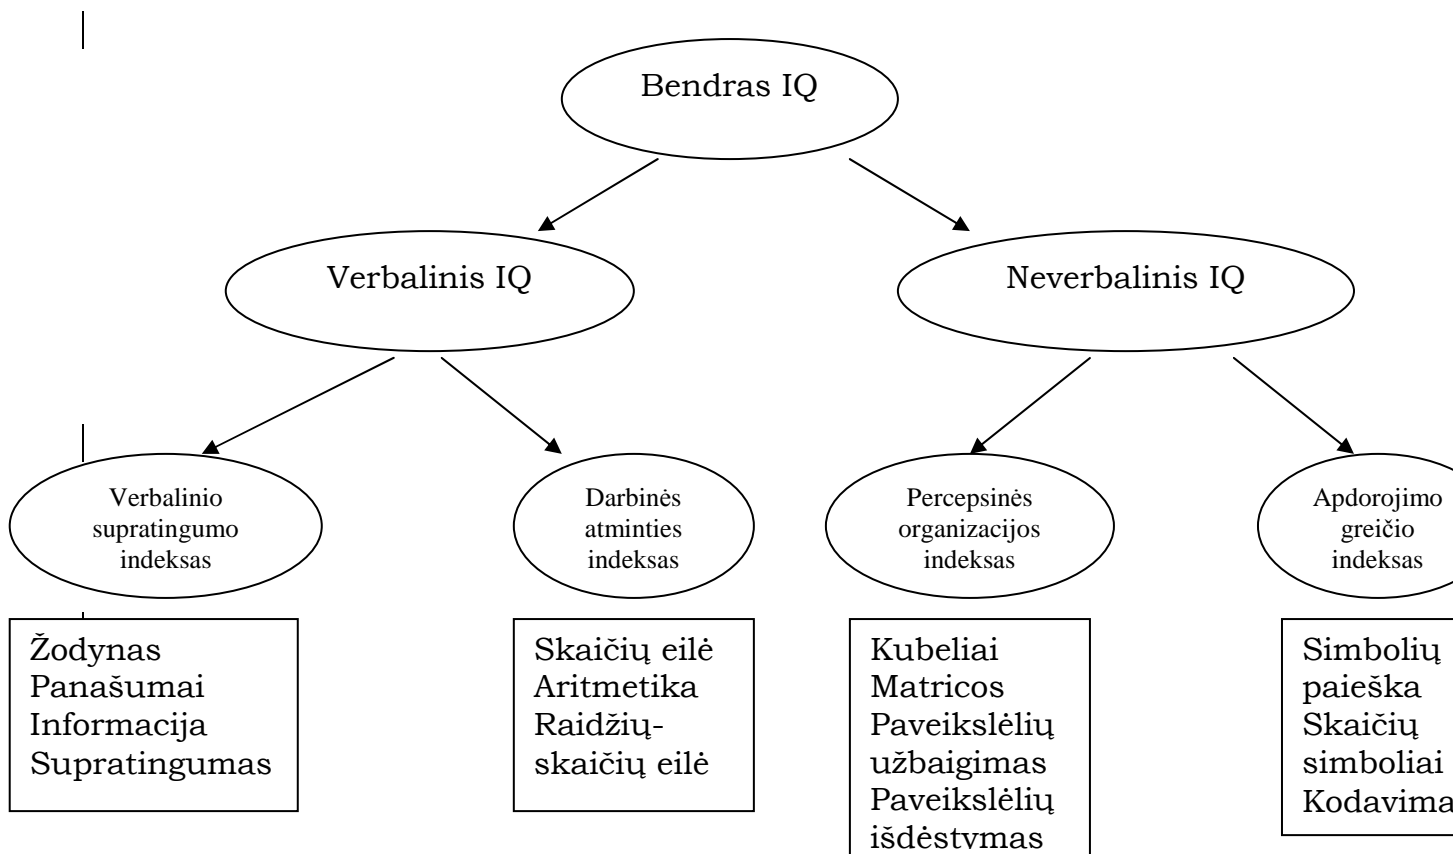 Bendras IQ
Verbalinis IQ
Neverbalinis IQ
Verbalinio
supratingumo
indeksas
Darbinės
atminties
indeksas
Percepsinės
organizacijos
indeksas
Apdorojimo
greičio
indeksas
Žodynas
Panašumai
Informacija
Supratingumas
Skaičių eilė
Aritmetika
Raidžių-
skaičių eilė
Kubeliai
Matricos
Paveikslėlių
užbaigimas
Paveikslėlių
išdėstymas
Simbolių
paieška
Skaičių
simboliai
Kodavima